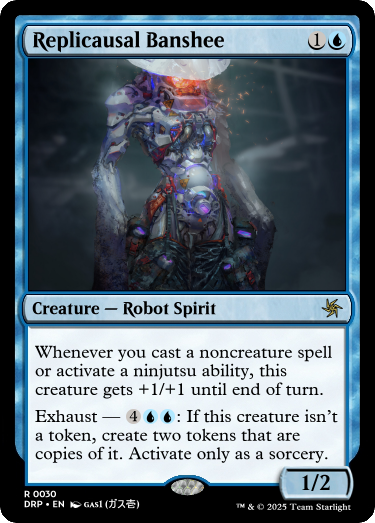 Replicausal Banshee 1
Creature — Robot Spirit
Whenever you cast a noncreature spell
or activate a ninjutsu ability, this
creature gets +1/+1 until end of turn.
Exhaust — 4: If this creature isn't
a token, create two tokens that are
copies of it. Activate only as a sorcery.
1/2
R 0030
DRP • EN GAS1 (ガス壱)
™ & © 2025 Team Starlight